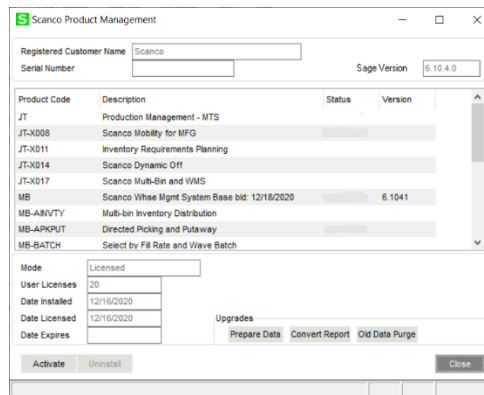 S Scanco Product Management
Registered Customer Name Scanco
Serial Number Sage Version 6.10.4.0
Product Code Description Status Version
JT Production Management - MTS
JT-X008 Scanco Mobility for MFG
JT-X011 Inventory Requirements Planning
JT-X014 Scanco Dynamic Off
JT-X017 Scanco Multi-Bin and WMS
MB Scanco Whse Mgmt System Base bld: 12/18/2020 6.1041
MB-AINVTY Multi-bin Inventory Distribution
MB-APKPUT Directed Picking and Putaway
MB-BATCH Select by Fill Rate and Wave Batch
Mode Licensed
User Licenses 20
Date Installed 12/16/2020
Date Licensed 12/16/2020 Upgrades
Date Expires Prepare Data Convert Report Old Data Purge
Activate Uninstall Close